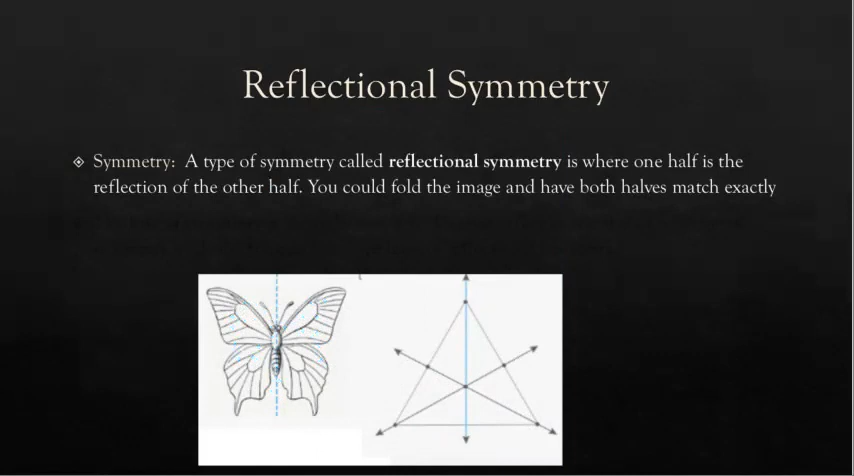 Reflectional Symmetry
Symmetry: A type of symmetry called reflectional symmetry is where one half is the
reflection of the other half. You could fold the image and have both halves match exactly